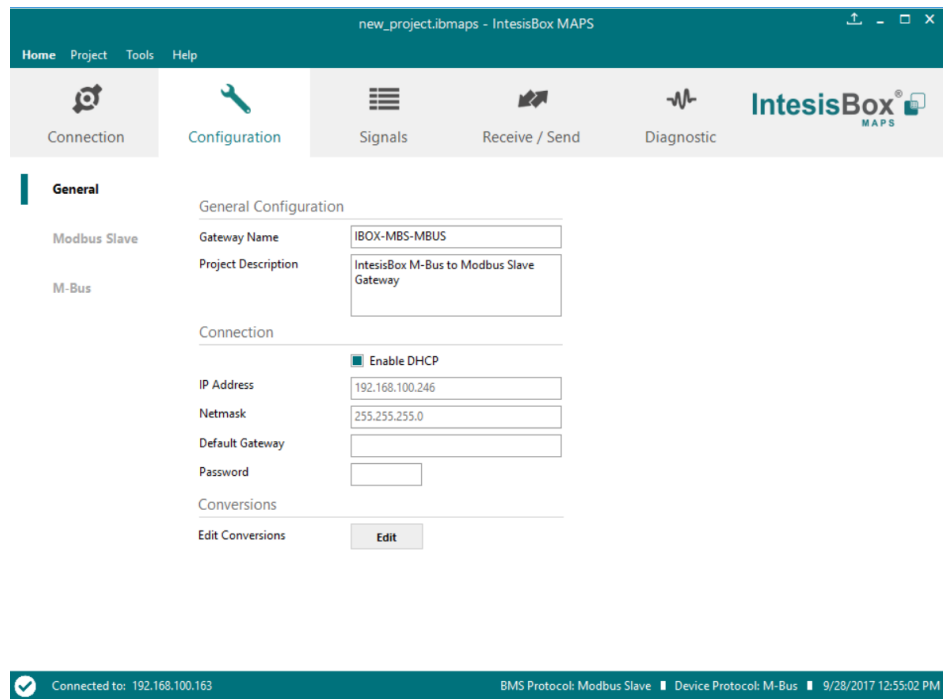 new_project.ibmaps - IntesisBox MAPS
Home Project Tools Help
Connection Configuration Signals Receive / Send Diagnostic
IntesisBox®
MAPS
General
Modbus Slave
M-Bus
General Configuration
Gateway Name IBOX-MBS-MBUS
Project Description IntesisBox M-Bus to Modbus Slave
Gateway
Connection
Enable DHCP
IP Address 192.168.100.246
Netmask 255.255.255.0
Default Gateway
Password
Conversions
Edit Conversions Edit
Connected to: 192.168.100.163 BMS Protocol: Modbus Slave Device Protocol: M-Bus 9/28/2017 12:55:02 PM